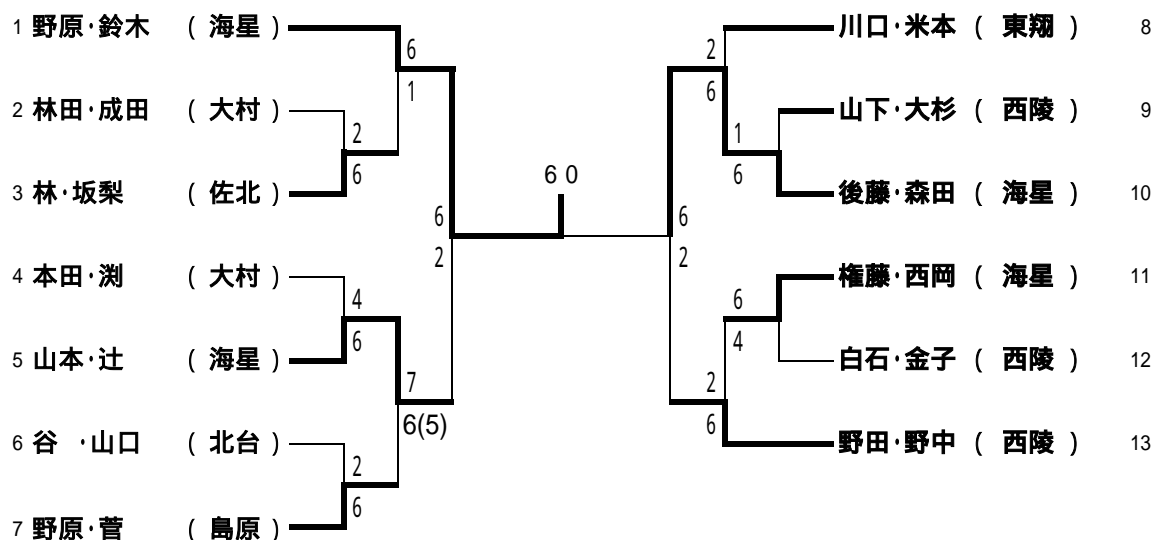 1 野原・鈴木 ( 海星 )
6
1
2 林田・成田 ( 大村 )
2
6
3 林・坂梨 ( 佐北 )
6
2
4 本田・渕 ( 大村 )
4
6
5 山本・辻 ( 海星 )
7
6(5)
6 谷 ・山口 ( 北台 )
2
6
7 野原・菅 ( 島原 )
6 0
川口・米本 ( 東翔 ) 8
2
6
山下・大杉 ( 西陵 ) 9
1
6
後藤・森田 ( 海星 ) 10
6
2
権藤・西岡 ( 海星 ) 11
6
4
白石・金子 ( 西陵 ) 12
2
6
野田・野中 ( 西陵 ) 13